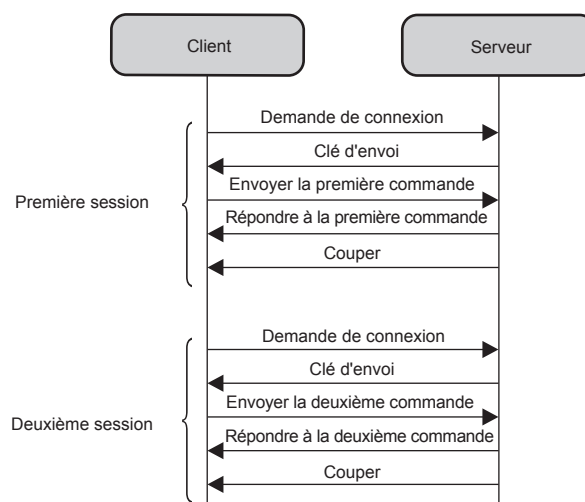 Client
Serveur
Demande de connexion
Clé d'envoi
Envoyer la première commande
Première session
Répondre à la première commande
Couper
Demande de connexion
Clé d'envoi
Envoyer la deuxième commande
Deuxième session
Répondre à la deuxième commande
Couper